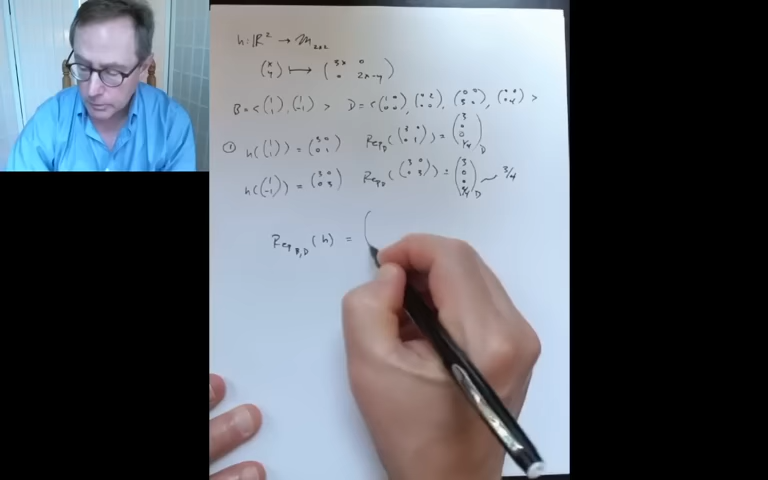 h: ℝ² → M₂ₓ₂
(x y) ↦ (3x 0 0 2x-y)
B = < (1 1), (1 -1) > D = < (1 0 0 0), (0 2 0 0), (0 0 3 0), (0 0 0 4) >
① h(1 1) = (3 0 0 1) Rep_D((3 0 0 1)) = (3 0 0 1/4)_D
h(1 -1) = (3 0 0 3) Rep_D((3 0 0 3)) = (3 0 0)_D 3/4
Rep_B,D (h) = (